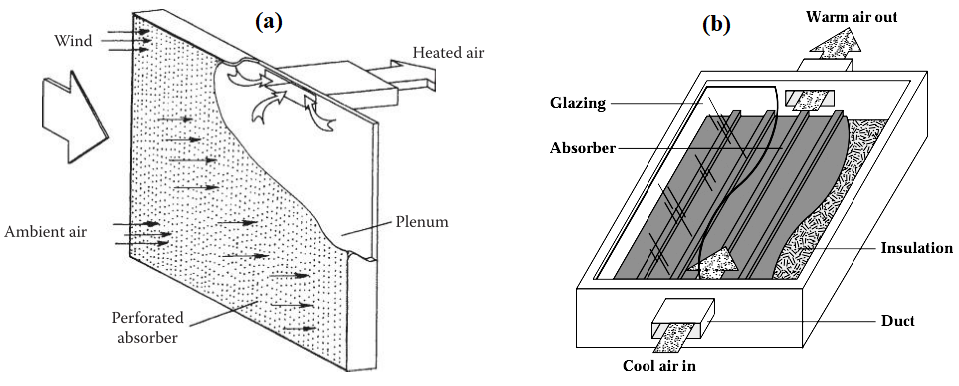 (a)
Wind
Heated air
Ambient air
Plenum
Perforated
absorber
(b)
Warm air out
Glazing
Absorber
Insulation
Duct
Cool air in